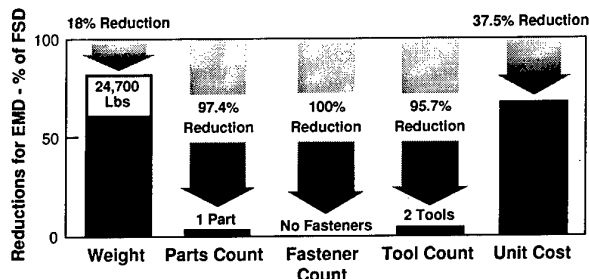 18% Reduction
37.5% Reduction
Reductions for EMD - % of FSD
100
50
0
24,700
Lbs
97.4%
Reduction
100%
Reduction
95.7%
Reduction
1 Part
No Fasteners
2 Tools
Weight
Parts Count
Fastener
Count
Tool Count
Unit Cost